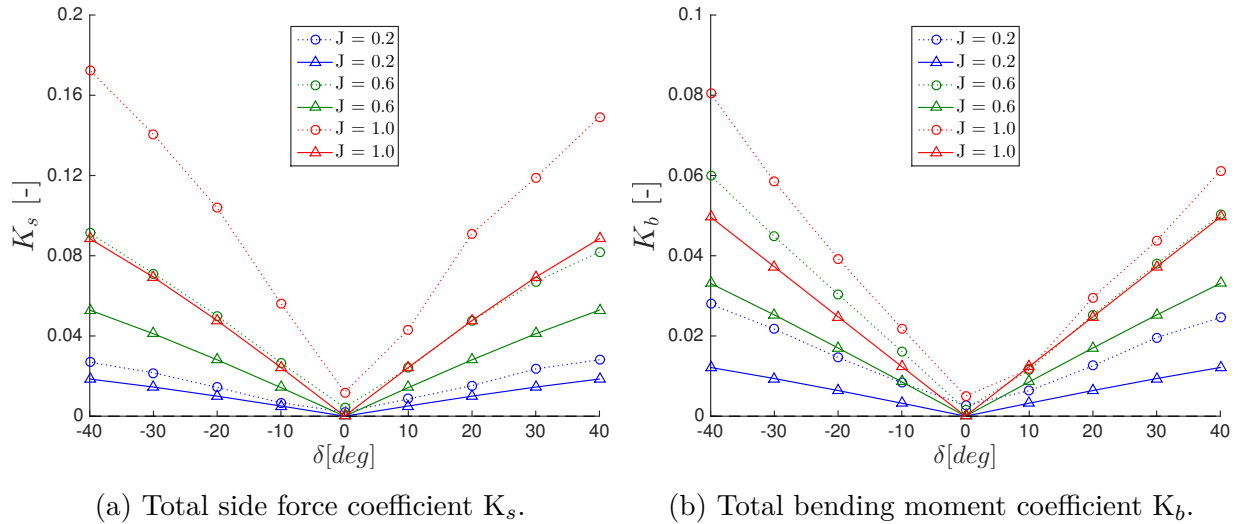 0.2
0.16
0.12
0.08
0.04
0
K_s [-]
J = 0.2
J = 0.2
J = 0.6
J = 0.6
J = 1.0
J = 1.0
-40 -30 -20 -10 0 10 20 30 40
δ[deg]
(a) Total side force coefficient K_s.
0.1
0.08
0.06
0.04
0.02
0
K_b [-]
J = 0.2
J = 0.2
J = 0.6
J = 0.6
J = 1.0
J = 1.0
-40 -30 -20 -10 0 10 20 30 40
δ[deg]
(b) Total bending moment coefficient K_b.